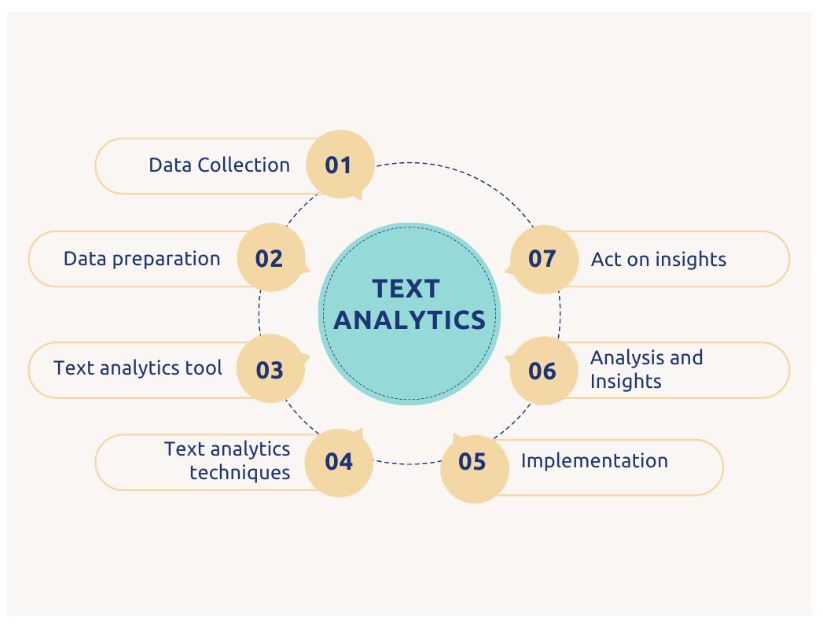 TEXT
ANALYTICS
01
Data Collection
02
Data preparation
03
Text analytics tool
04
Text analytics
techniques
05
Implementation
06
Analysis and
Insights
07
Act on insights